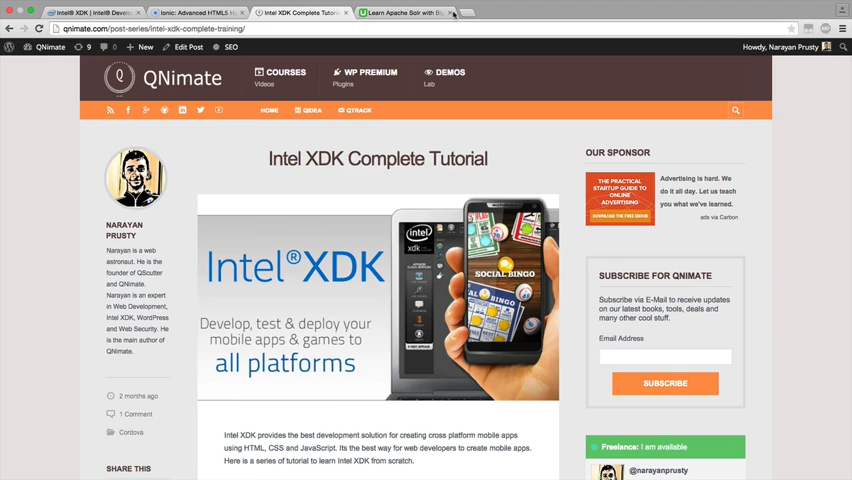 Intel® XDK | Intel® Develo
Ionic: Advanced HTML5 H
Intel XDK Complete Tutoria
Learn Apache Solr with Big
qnimate.com/post-series/intel-xdk-complete-training/
QNimate
9
0
New
Edit Post
SEO
Howdy, Narayan Prusty
Q
QNimate
COURSES
Videos
WP PREMIUM
Plugins
DEMOS
Lab
HOME
QIDEA
QTRACK
Intel XDK Complete Tutorial
NARAYAN
PRUSTY
Narayan is a web
astronaut. He is the
founder of QScutter
and QNimate.
Narayan is an expert
in Web Development,
Intel XDK, WordPress
and Web Security. He
is the main author of
QNimate.
2 months ago
1 Comment
Cordova
SHARE THIS
Intel®XDK
Develop, test & deploy your
mobile apps & games to
all platforms
intel
intel
XDK
MOTOROLA
SOCIAL BINGO
Intel XDK provides the best development solution for creating cross platform mobile apps
using HTML, CSS and JavaScript. Its the best way for web developers to create mobile apps.
Here is a series of tutorial to learn Intel XDK from scratch.
OUR SPONSOR
THE PRACTICAL
STARTUP GUIDE TO
ONLINE
ADVERTISING
DOWNLOAD THE FREE EBOOK
Advertising is hard. We
do it all day. Let us teach
you what we've learned.
ads via Carbon
SUBSCRIBE FOR QNIMATE
Subscribe via E-Mail to receive updates
on our latest books, tools, deals and
many other cool stuff.
Email Address
SUBSCRIBE
Freelance: I am available
@narayanprusty